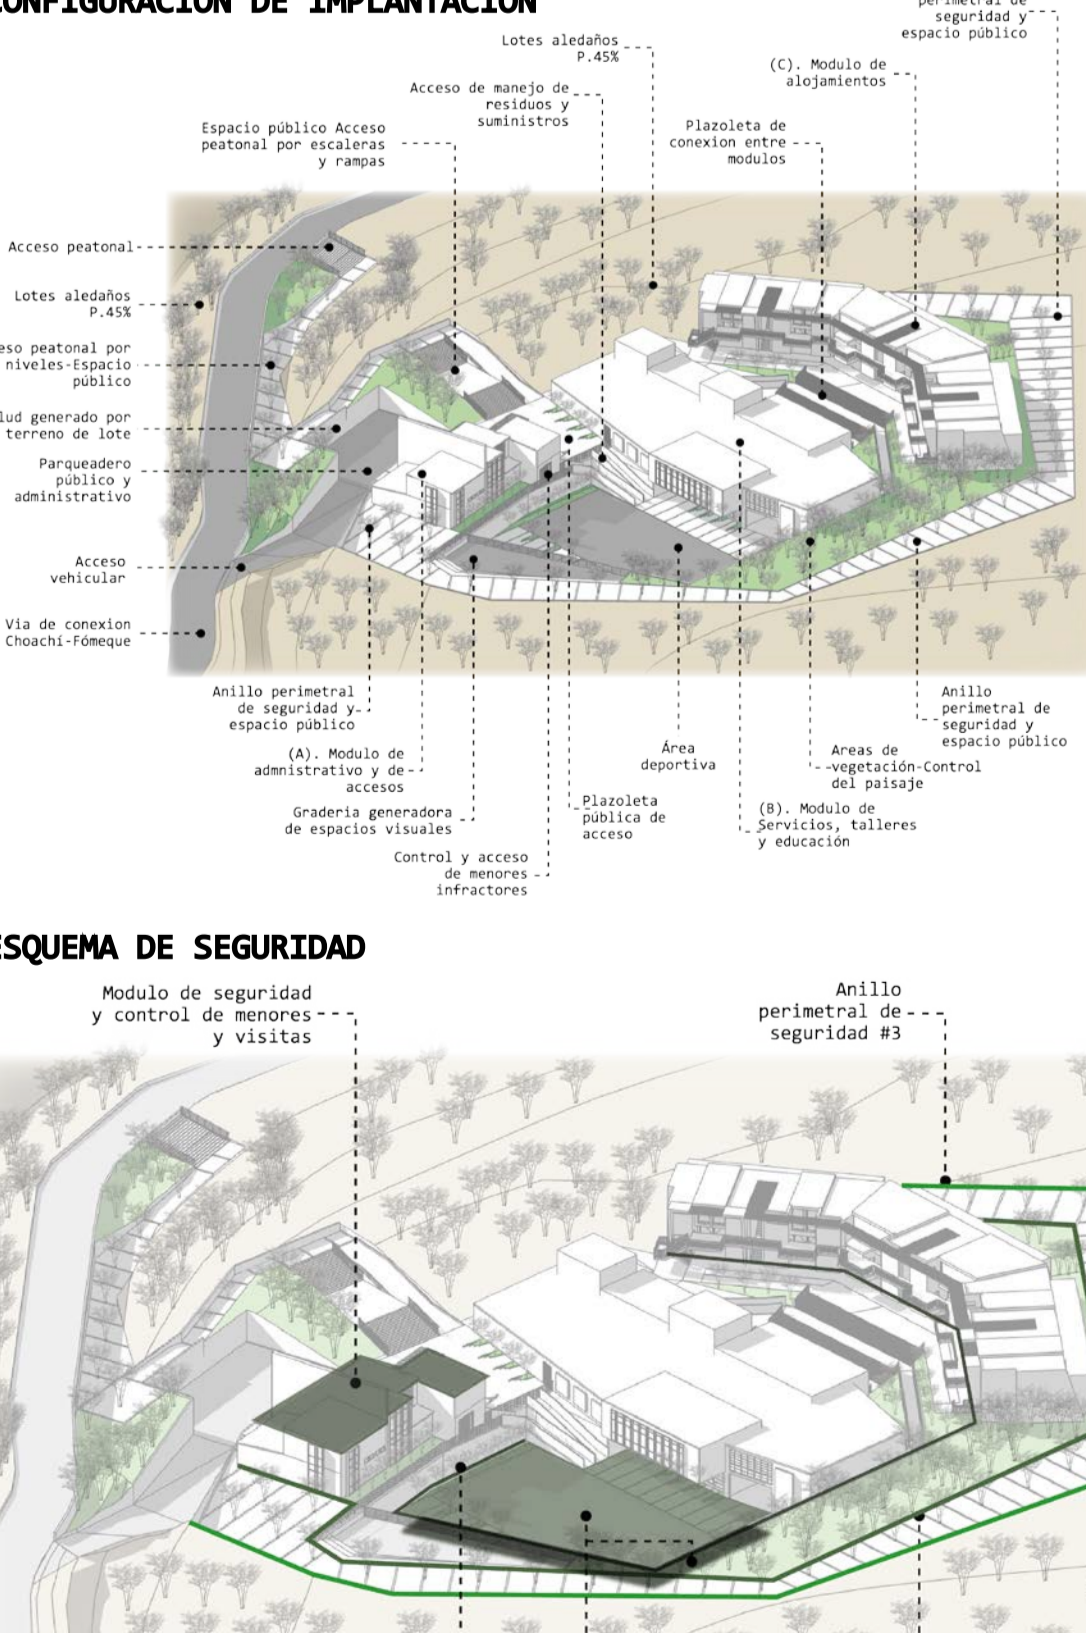 CONFIGURACIÓN DE IMPLANTACIÓN
perimetral de
seguridad y
espacio público
Lotes aledaños
P.45%
(C). Modulo de
alojamientos
Acceso de manejo de
residuos y
suministros
Espacio público Acceso
peatonal por escaleras
y rampas
Plazoleta de
conexion entre
modulos
Acceso peatonal
Lotes aledaños
P.45%
eso peatonal por
niveles-Espacio
público
lud generado por
terreno de lote
Parqueadero
público y
administrativo
Acceso
vehicular
Via de conexion
Choachí-Fómeque
Anillo perimetral
de seguridad y
espacio público
(A). Modulo de
admnistrativo y de
accesos
Graderia generadora
de espacios visuales
Control y acceso
de menores
infractores
Plazoleta
pública de
acceso
Área
deportiva
(B). Modulo de
Servicios, talleres
y educación
Areas de
vegetación-Control
del paisaje
Anillo
perimetral de
seguridad y
espacio público
ESQUEMA DE SEGURIDAD
Modulo de seguridad
y control de menores
y visitas
Anillo
perimetral de
seguridad #3